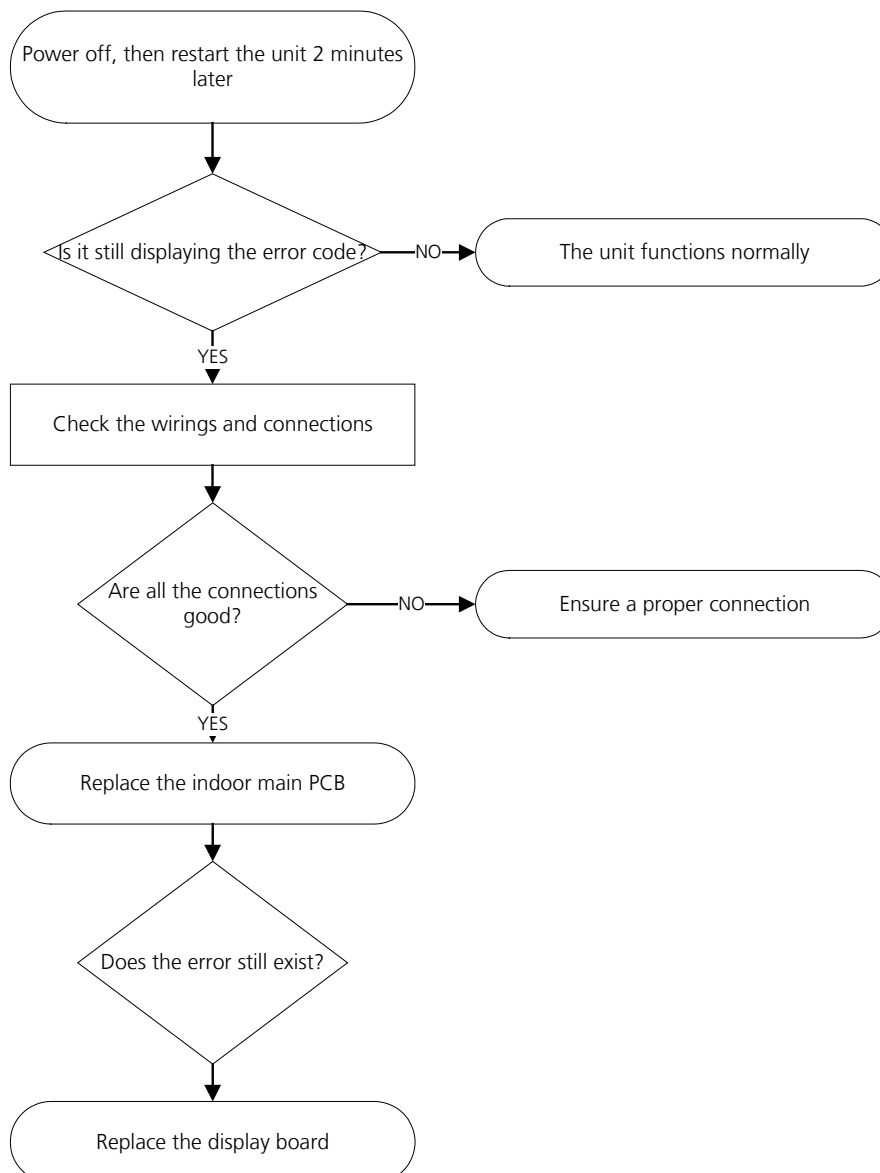 Power off, then restart the unit 2 minutes
later
Is it still displaying the error code?
NO
The unit functions normally
YES
Check the wirings and connections
Are all the connections
good?
NO
Ensure a proper connection
YES
Replace the indoor main PCB
Does the error still exist?
Replace the display board